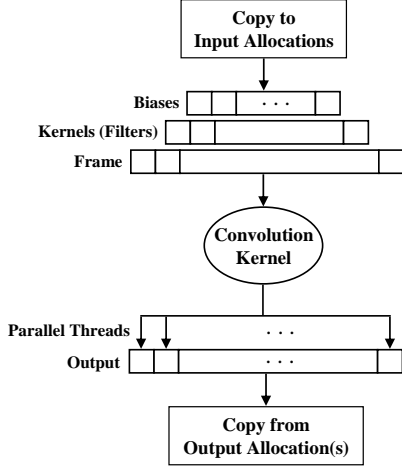 Copy to
Input Allocations
Biases
. . .
Kernels (Filters)
Frame
Convolution
Kernel
Parallel Threads
. . .
Output
. . .
Copy from
Output Allocation(s)